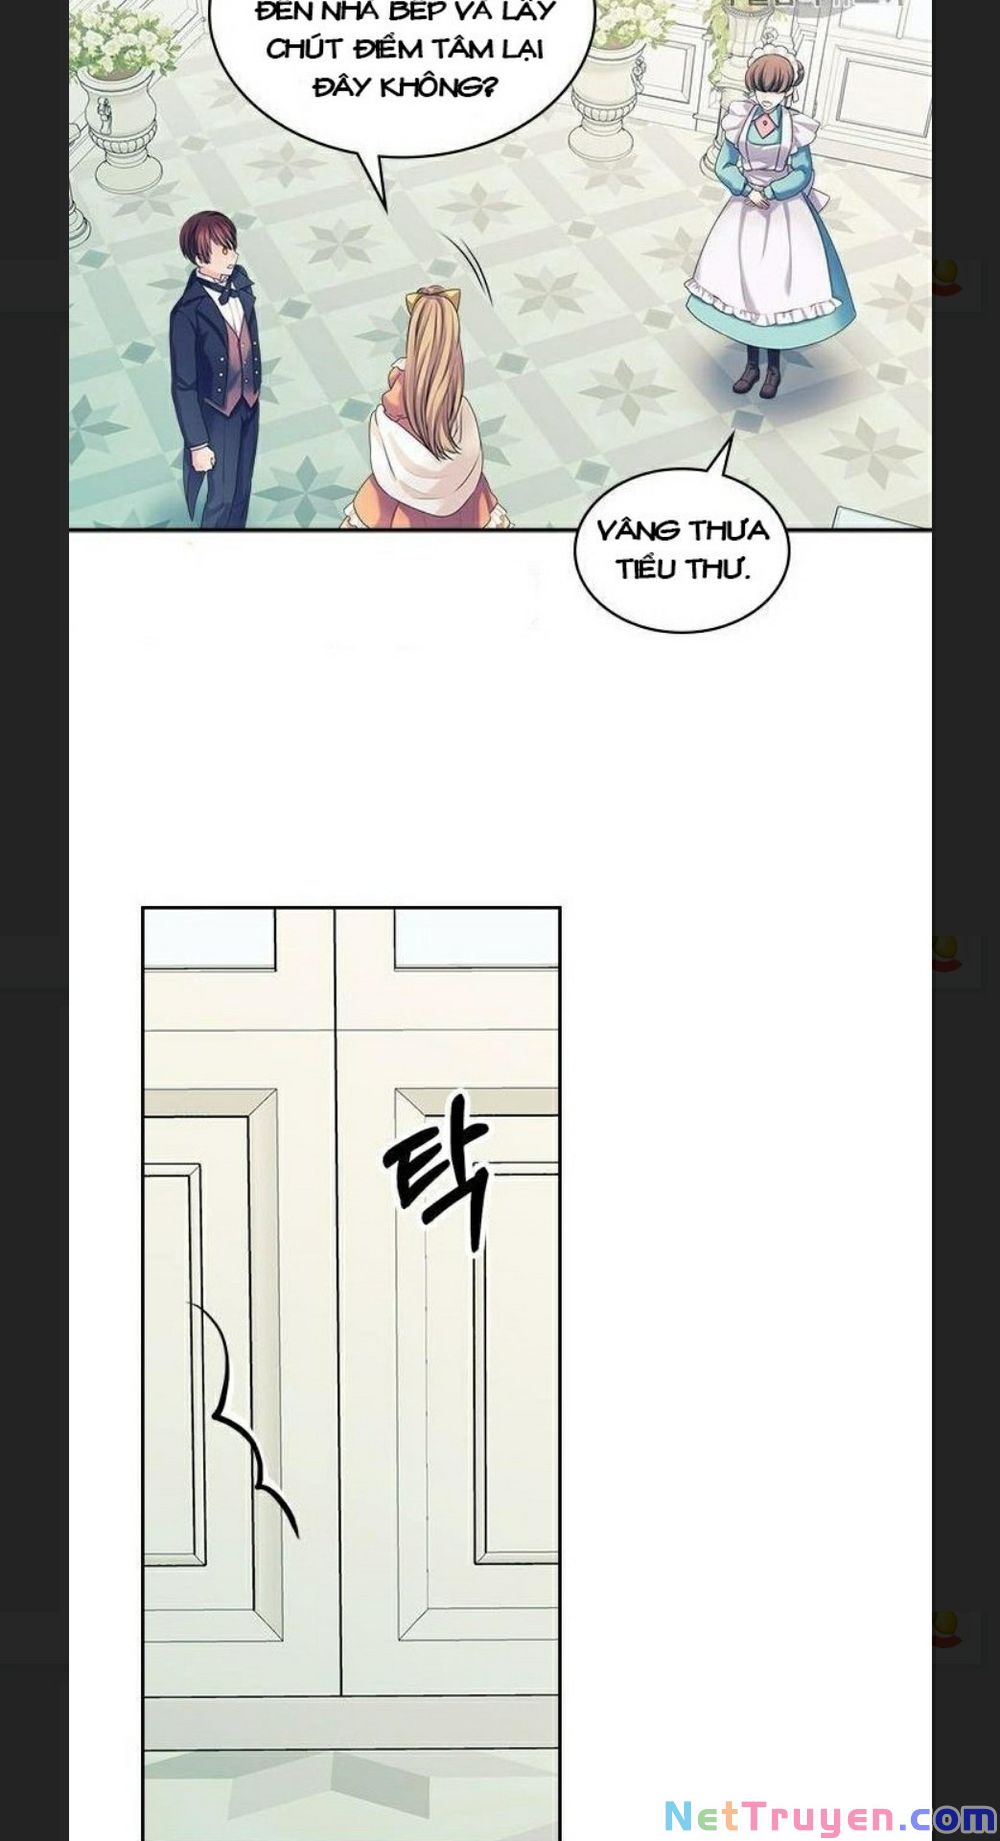 ĐẾN NHÀ BẾP VÀ LẤY
CHÚT ĐIỂM TÂM LẠI
ĐÂY KHÔNG?
VÂNG THƯA
TIỂU THƯ.
탁
NetTruyen.com